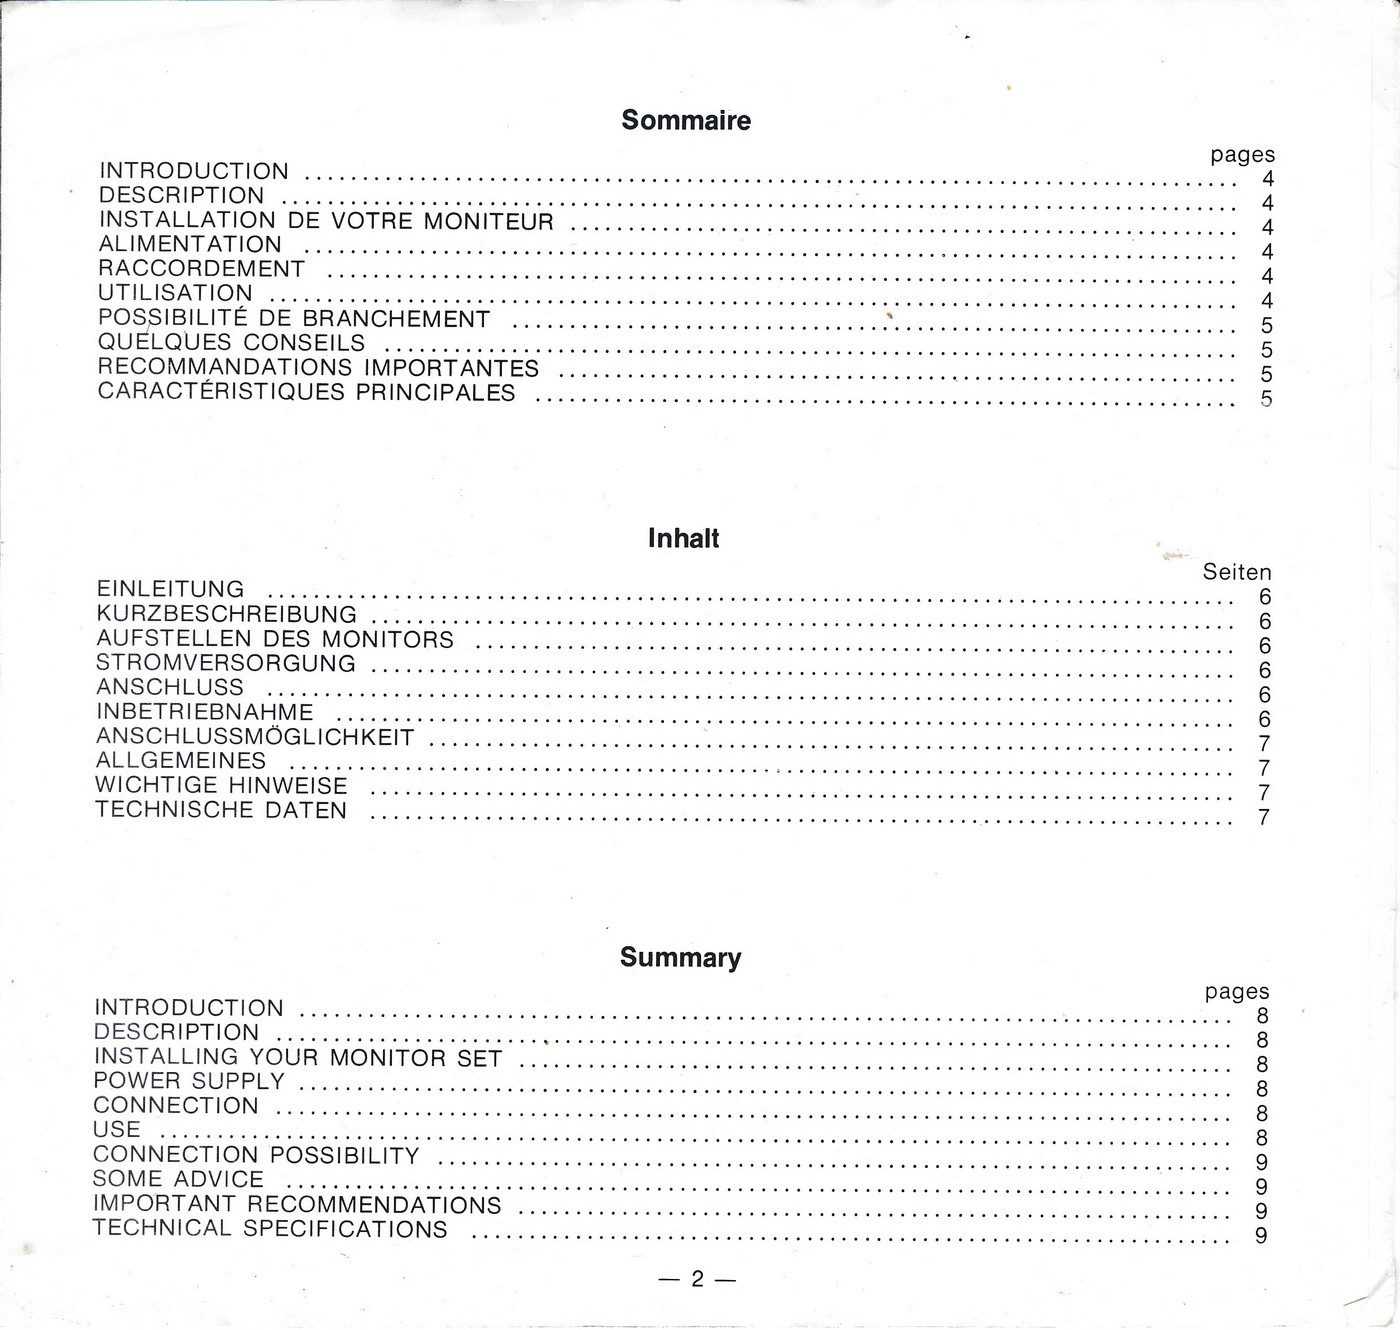 Sommaire
pages
INTRODUCTION ........ 4
DESCRIPTION ........ 4
INSTALLATION DE VOTRE MONITEUR ........ 4
ALIMENTATION ........ 4
RACCORDEMENT ........ 4
UTILISATION ........ 4
POSSIBILITÉ DE BRANCHEMENT ........ 5
QUELQUES CONSEILS ........ 5
RECOMMANDATIONS IMPORTANTES ........ 5
CARACTÉRISTIQUES PRINCIPALES ........ 5
Inhalt
Seiten
EINLEITUNG ........ 6
KURZBESCHREIBUNG ........ 6
AUFSTELLEN DES MONITORS ........ 6
STROMVERSORGUNG ........ 6
ANSCHLUSS ........ 6
INBETRIEBNAHME ........ 6
ANSCHLUSSMÖGLICHKEIT ........ 7
ALLGEMEINES ........ 7
WICHTIGE HINWEISE ........ 7
TECHNISCHE DATEN ........ 7
Summary
pages
INTRODUCTION ........ 8
DESCRIPTION ........ 8
INSTALLING YOUR MONITOR SET ........ 8
POWER SUPPLY ........ 8
CONNECTION ........ 8
USE ........ 8
CONNECTION POSSIBILITY ........ 9
SOME ADVICE ........ 9
IMPORTANT RECOMMENDATIONS ........ 9
TECHNICAL SPECIFICATIONS ........ 9
— 2 —